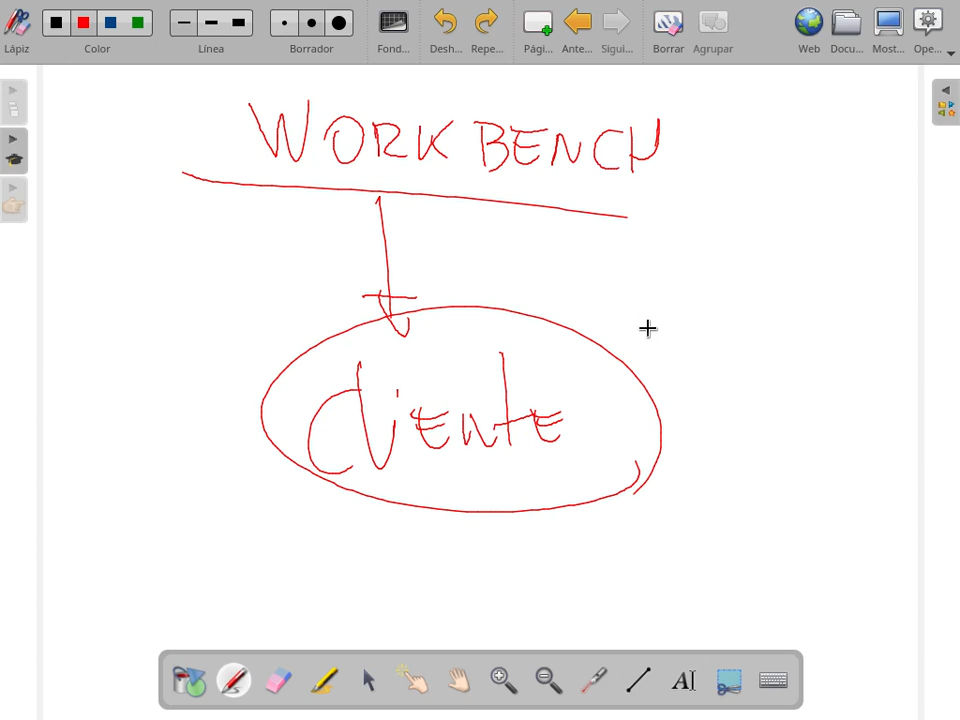 Lápiz Color Línea Borrador Fond... Desh... Repe... Pági... Ante... Sigui... Borrar Agrupar Web Docu... Most... Ope...
WORKBENCH
cliente